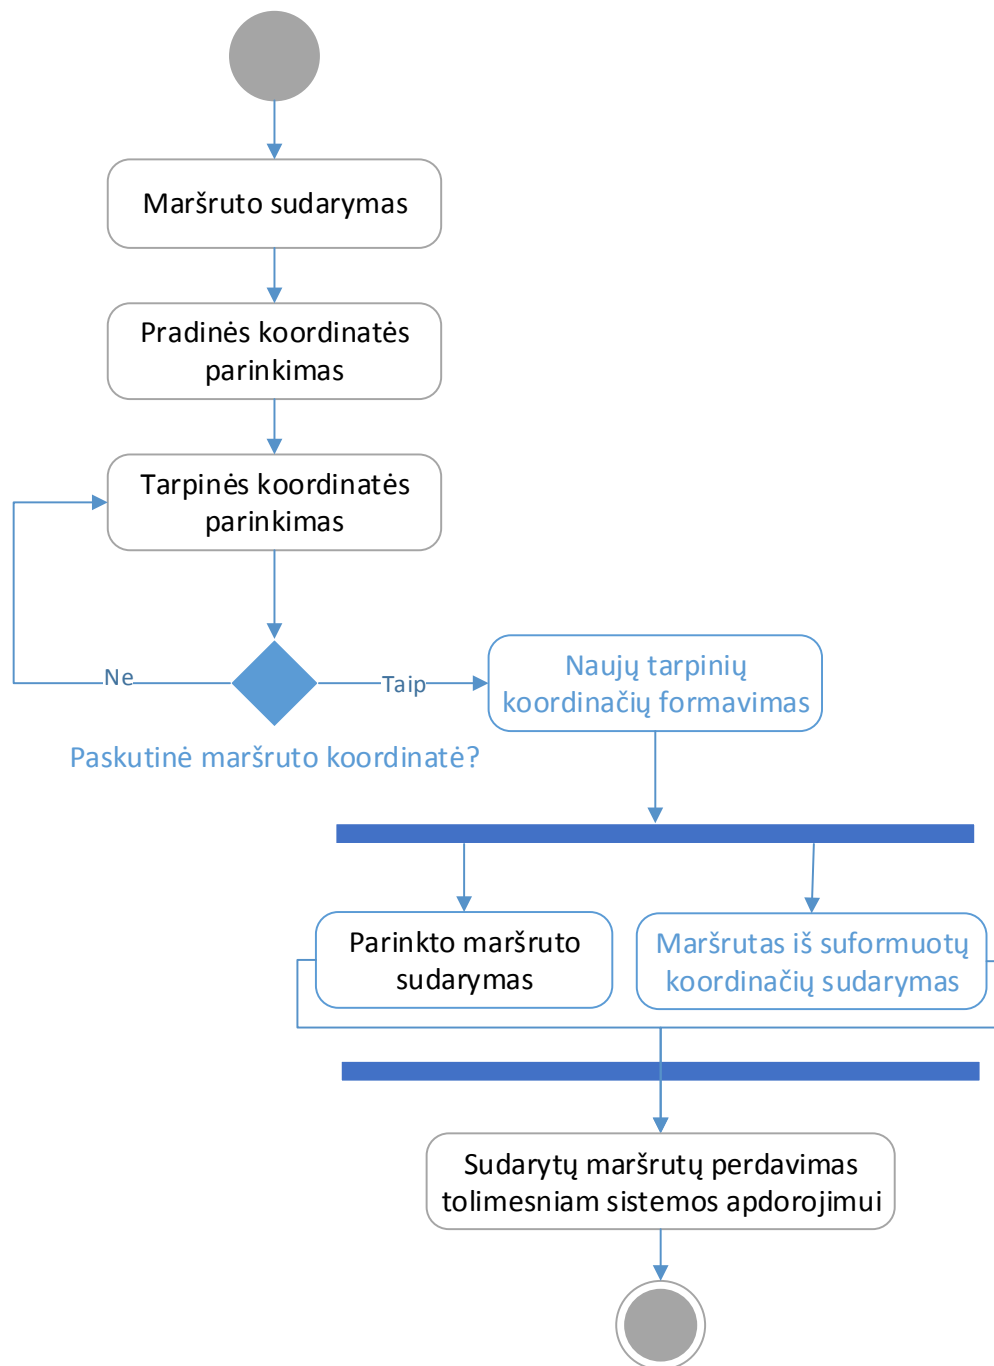 Maršruto sudarymas
Pradinės koordinatės
parinkimas
Tarpinės koordinatės
parinkimas
Ne
Taip
Naujų tarpinių
koordinačių formavimas
Paskutinė maršruto koordinatė?
Parinkto maršruto
sudarymas
Maršrutas iš suformuotų
koordinačių sudarymas
Sudarytų maršrutų perdavimas
tolimesniam sistemos apdorojimui